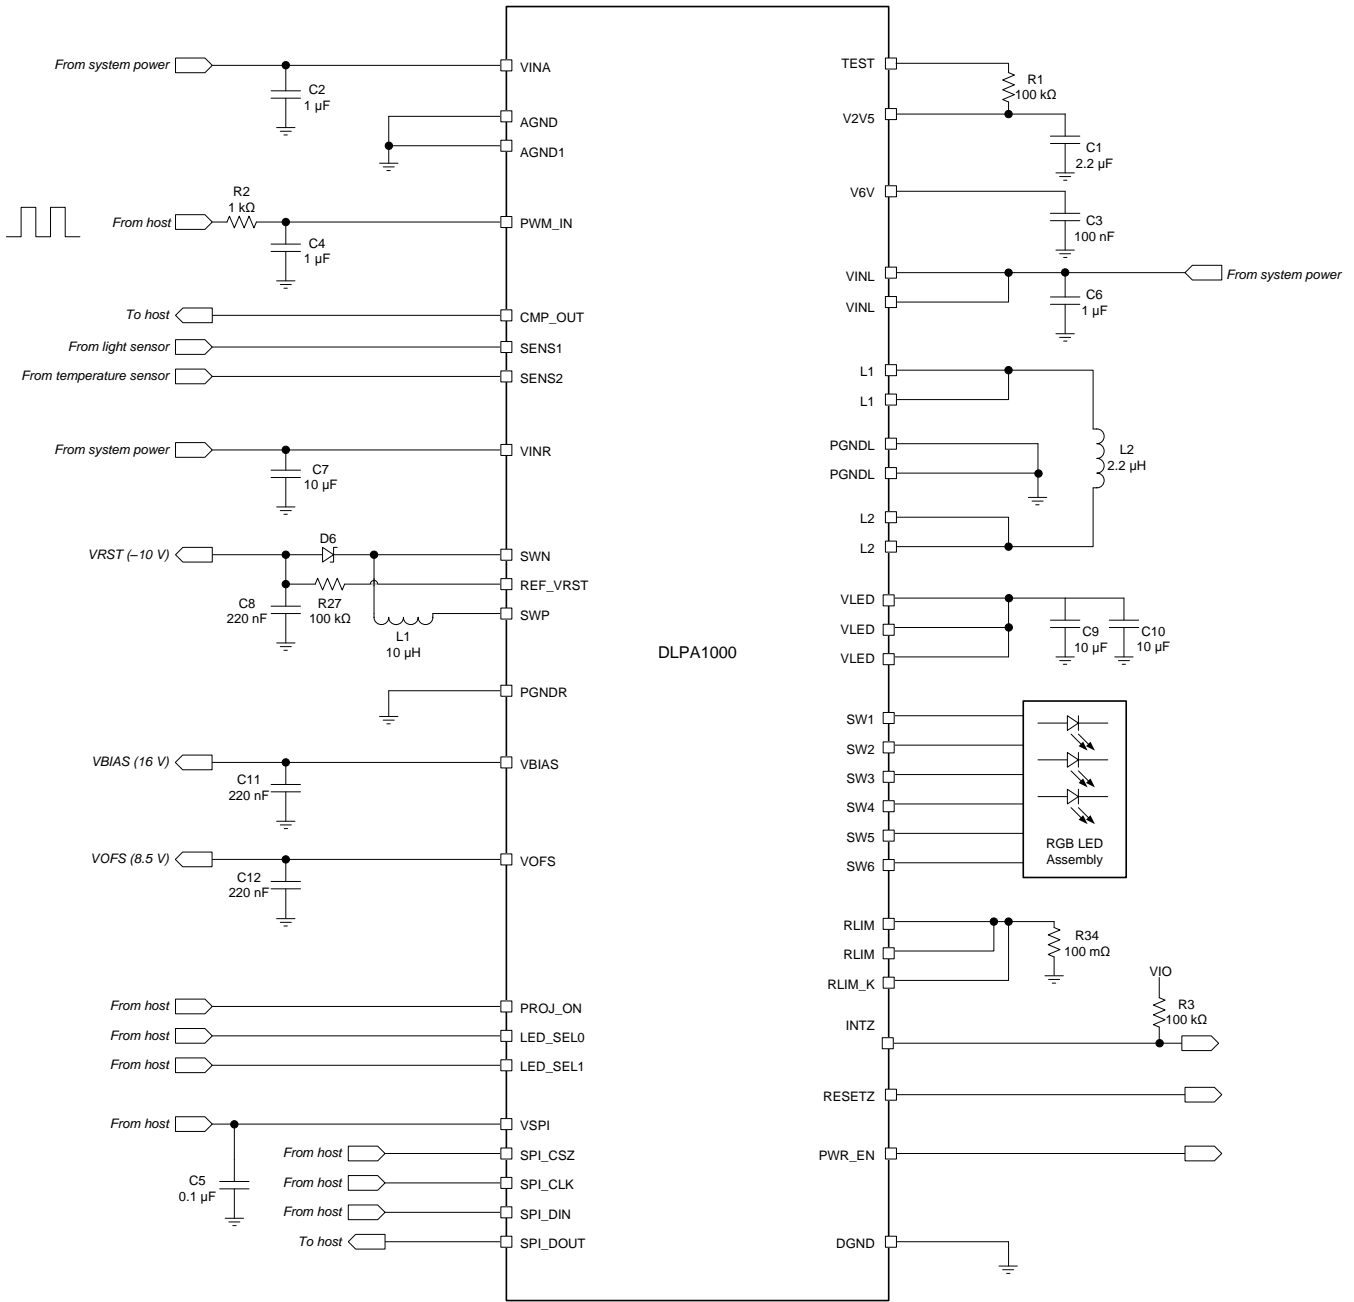 From system power
VINA
C2
1 µF
AGND
AGND1
R2
1 kΩ
From host
PWM_IN
C4
1 µF
To host
CMP_OUT
From light sensor
SENS1
From temperature sensor
SENS2
From system power
VINR
C7
10 µF
D6
VRST (–10 V)
SWN
REF_VRST
C8
220 nF
R27
100 kΩ
SWP
L1
10 µH
PGNDR
VBIAS (16 V)
VBIAS
C11
220 nF
VOFS (8.5 V)
VOFS
C12
220 nF
From host
PROJ_ON
From host
LED_SEL0
From host
LED_SEL1
From host
VSPI
From host
SPI_CSZ
C5
0.1 µF
From host
SPI_CLK
From host
SPI_DIN
To host
SPI_DOUT
DLPA1000
TEST
R1
100 kΩ
V2V5
C1
2.2 µF
V6V
C3
100 nF
VINL
From system power
VINL
C6
1 µF
L1
L1
PGNDL
PGNDL
L2
2.2 µH
L2
L2
VLED
VLED
VLED
C9
10 µF
C10
10 µF
SW1
SW2
SW3
SW4
SW5
SW6
RGB LED
Assembly
RLIM
RLIM
RLIM_K
R34
100 mΩ
VIO
R3
100 kΩ
INTZ
RESETZ
PWR_EN
DGND